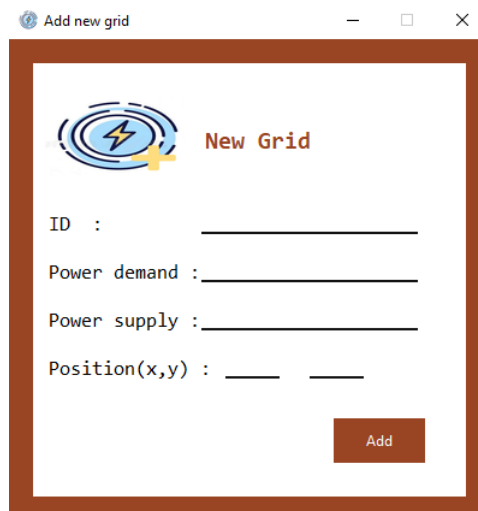 Add new grid
New Grid
ID :
Power demand :
Power supply :
Position(x,y) :
Add